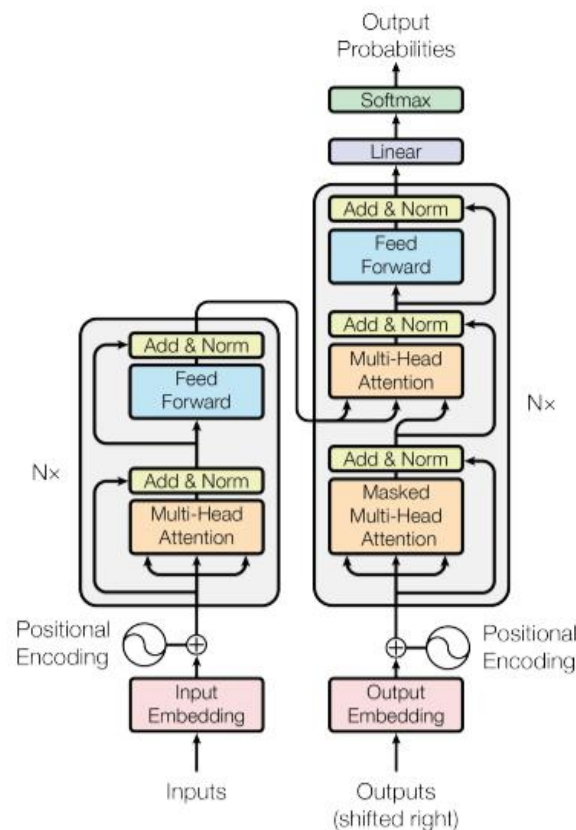 Output
Probabilities
Softmax
Linear
Add & Norm
Feed
Forward
Add & Norm
Multi-Head
Attention
Add & Norm
Masked
Multi-Head
Attention
N×
Add & Norm
Feed
Forward
Add & Norm
Multi-Head
Attention
N×
Positional
Encoding
Positional
Encoding
Input
Embedding
Output
Embedding
Inputs
Outputs
(shifted right)